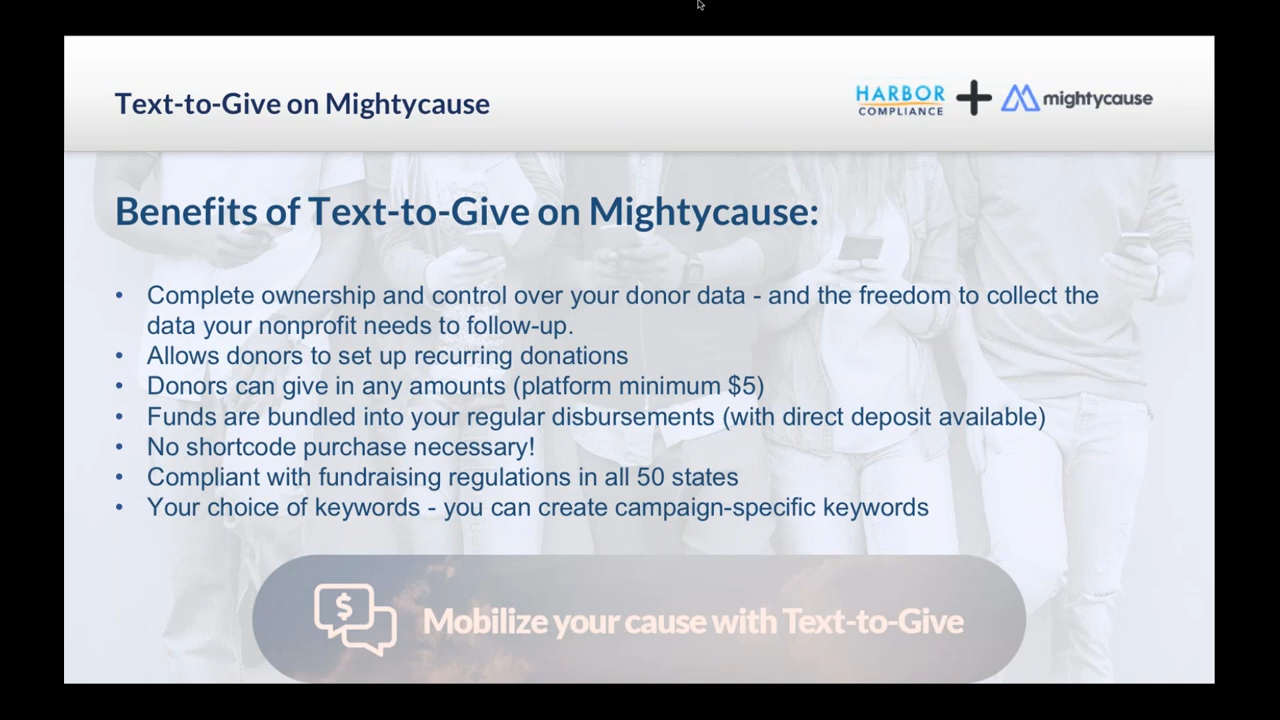 Text-to-Give on Mightycause
HARBOR
COMPLIANCE
mightycause
Benefits of Text-to-Give on Mightycause:
• Complete ownership and control over your donor data - and the freedom to collect the
data your nonprofit needs to follow-up.
• Allows donors to set up recurring donations
• Donors can give in any amounts (platform minimum $5)
• Funds are bundled into your regular disbursements (with direct deposit available)
• No shortcode purchase necessary!
• Compliant with fundraising regulations in all 50 states
• Your choice of keywords - you can create campaign-specific keywords
$
Mobilize your cause with Text-to-Give